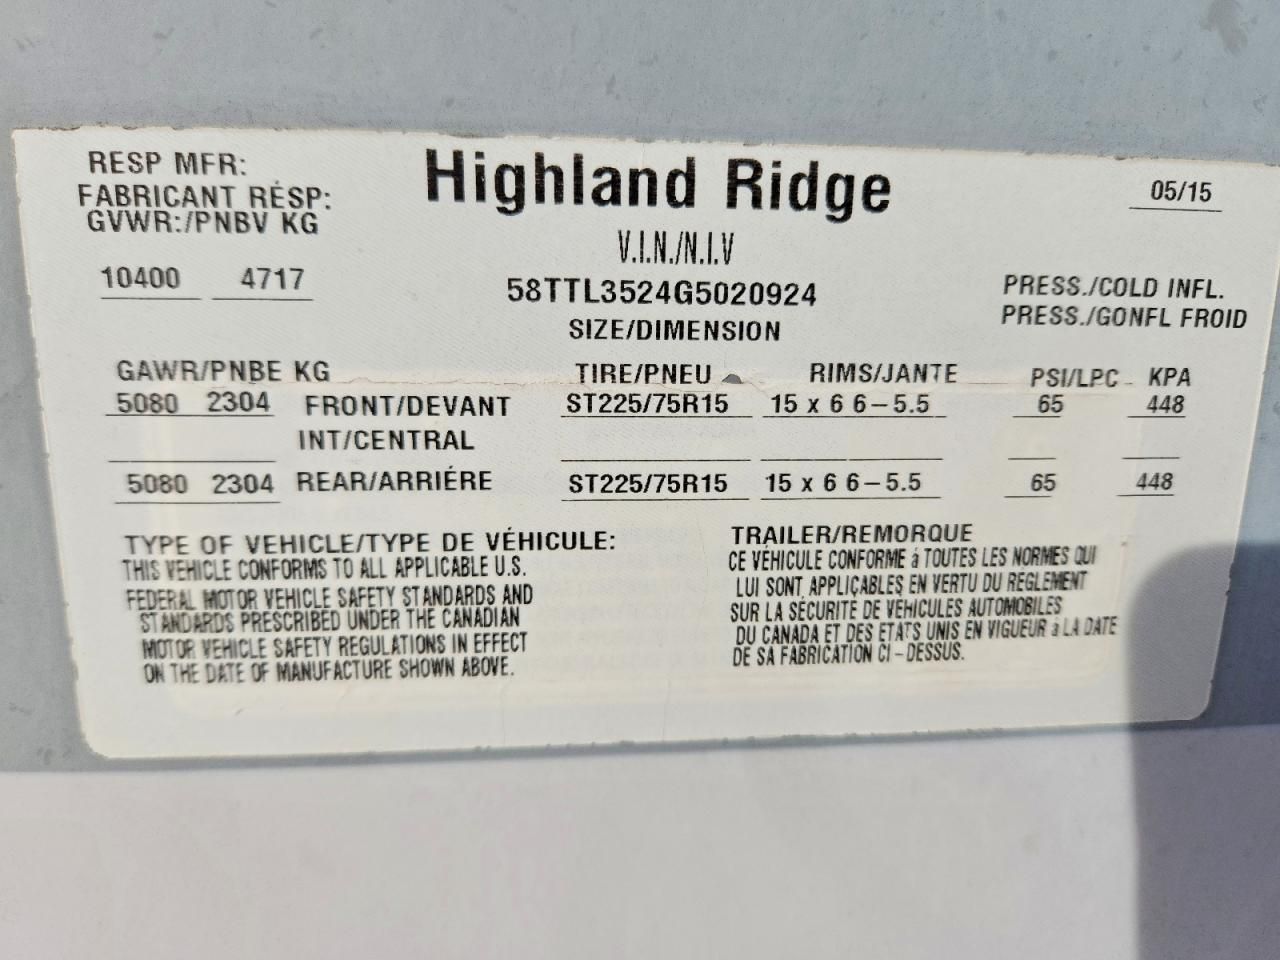 RESP MFR: Highland Ridge 05/15
FABRICANT RÉSP:
GVWR:/PNBV KG
V.I.N./N.I.V
10400 4717 58TTL3524G5020924
PRESS./COLD INFL.
PRESS./GONFL FROID
SIZE/DIMENSION
GAWR/PNBE KG TIRE/PNEU RIMS/JANTE PSI/LPC KPA
5080 2304 FRONT/DEVANT ST225/75R15 15 x 6 6-5.5 65 448
INT/CENTRAL
5080 2304 REAR/ARRIÉRE ST225/75R15 15 x 6 6-5.5 65 448
TYPE OF VEHICLE/TYPE DE VÉHICULE: TRAILER/REMORQUE
THIS VEHICLE CONFORMS TO ALL APPLICABLE U.S.
FEDERAL MOTOR VEHICLE SAFETY STANDARDS AND
STANDARDS PRESCRIBED UNDER THE CANADIAN
MOTOR VEHICLE SAFETY REGULATIONS IN EFFECT
ON THE DATE OF MANUFACTURE SHOWN ABOVE.
CE VÉHICULE CONFORME á TOUTES LES NORMES QUI
LUI SONT APPLICABLES EN VERTU DU REGLEMENT
SUR LA SÉCURITE DE VEHICULES AUTOMOBILES
DU CANADA ET DES ETATS UNIS EN VIGUEUR a LA DATE
DE SA FABRICATION CI-DESSUS.